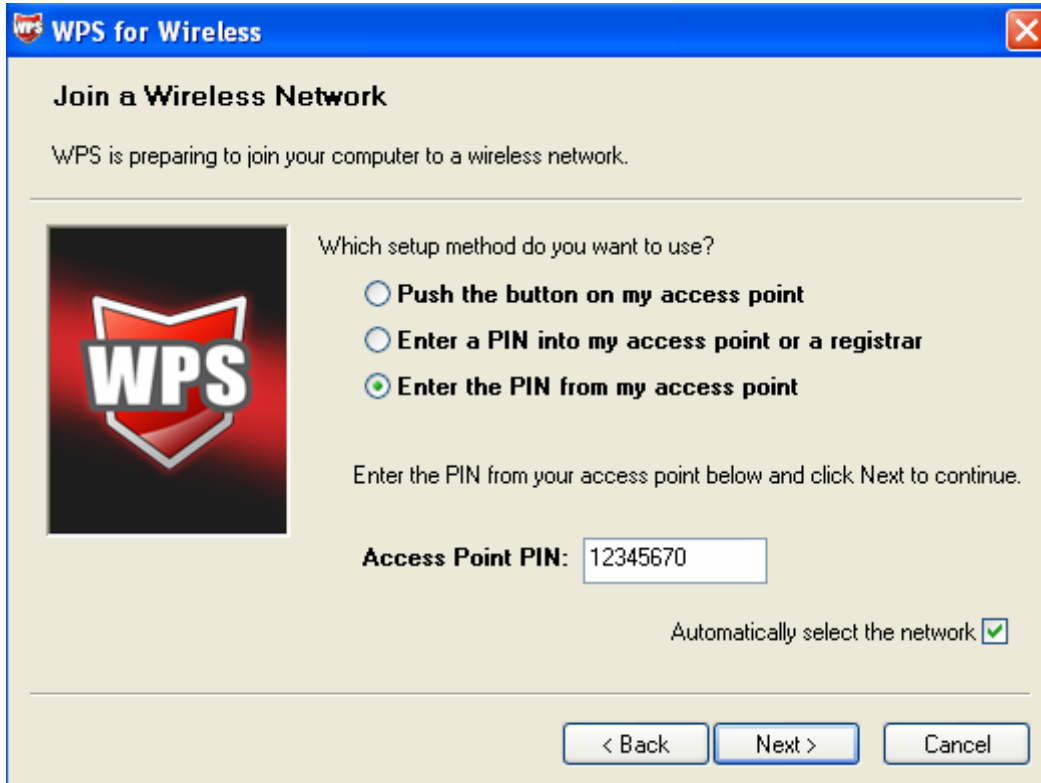 WPS for Wireless
Join a Wireless Network
WPS is preparing to join your computer to a wireless network.
Which setup method do you want to use?
Push the button on my access point
Enter a PIN into my access point or a registrar
Enter the PIN from my access point
WPS
Enter the PIN from your access point below and click Next to continue.
Access Point PIN: 12345670
Automatically select the network
< Back Next > Cancel